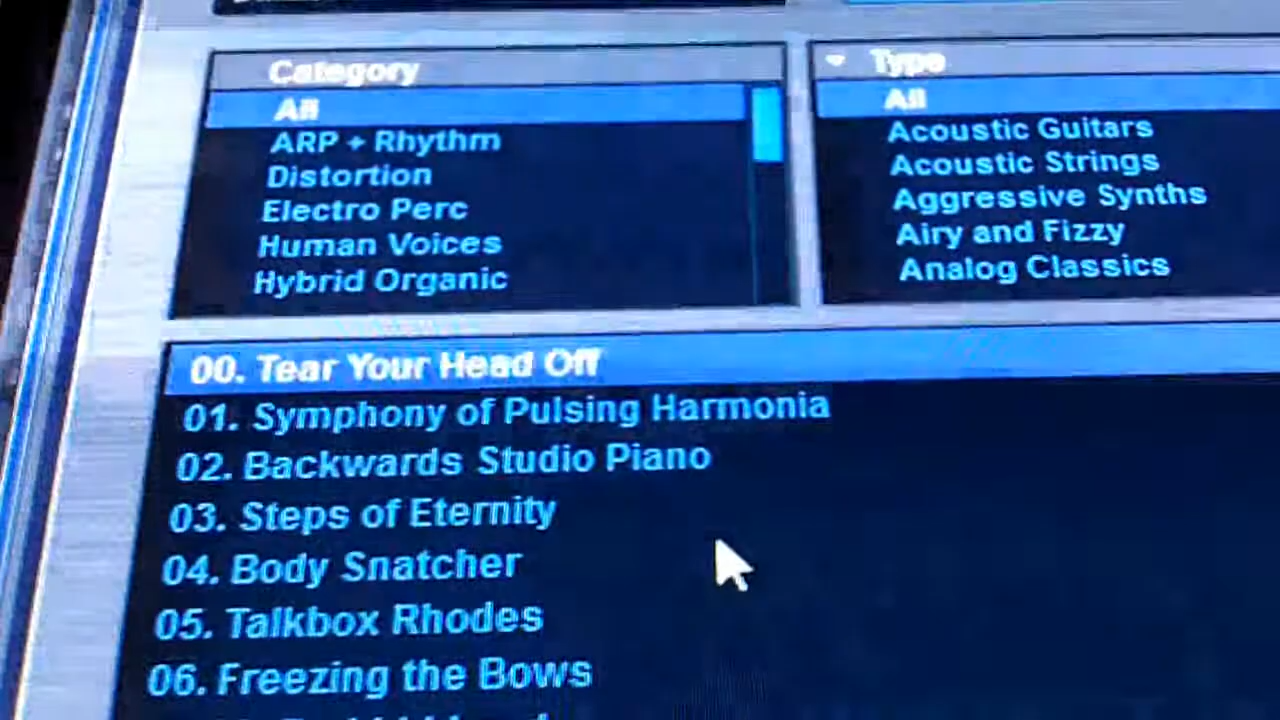 Category
All
ARP + Rhythm
Distortion
Electro Perc
Human Voices
Hybrid Organic
Type
All
Acoustic Guitars
Acoustic Strings
Aggressive Synths
Airy and Fizzy
Analog Classics
00. Tear Your Head Off
01. Symphony of Pulsing Harmonia
02. Backwards Studio Piano
03. Steps of Eternity
04. Body Snatcher
05. Talkbox Rhodes
06. Freezing the Bows